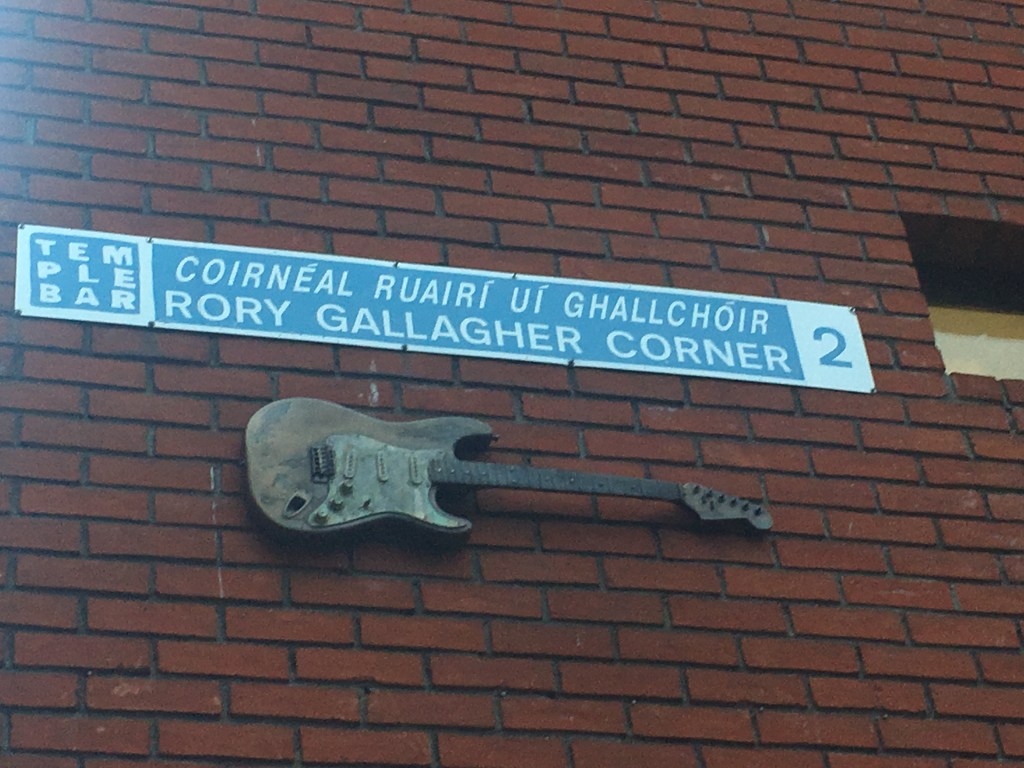 TEM
PLE
BAR
COIRNÉAL RUAIRÍ UÍ GHALLCHÓIR
RORY GALLAGHER CORNER
2